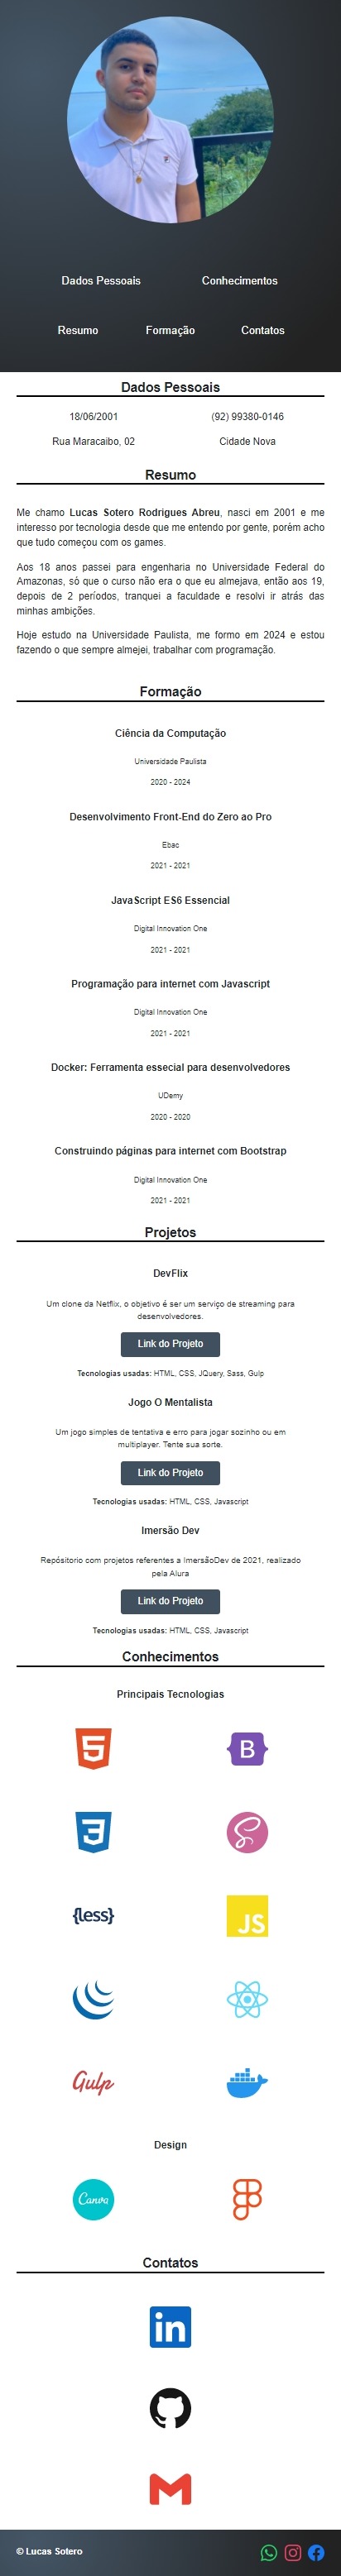 Dados Pessoais Conhecimentos
Resumo Formação Contatos
Dados Pessoais
18/06/2001 (92) 99380-0146
Rua Maracaibo, 02 Cidade Nova
Resumo
Me chamo Lucas Sotero Rodrigues Abreu, nasci em 2001 e me
interesso por tecnologia desde que me entendo por gente, porém acho
que tudo começou com os games.
Aos 18 anos passei para engenharia no Universidade Federal do
Amazonas, só que o curso não era o que eu almejava, então aos 19,
depois de 2 períodos, tranquei a faculdade e resolvi ir atrás das
minhas ambições.
Hoje estudo na Universidade Paulista, me formo em 2024 e estou
fazendo o que sempre almejei, trabalhar com programação.
Formação
Ciência da Computação
Universidade Paulista
2020 - 2024
Desenvolvimento Front-End do Zero ao Pro
Ebac
2021 - 2021
JavaScript ES6 Essencial
Digital Innovation One
2021 - 2021
Programação para internet com Javascript
Digital Innovation One
2021 - 2021
Docker: Ferramenta essecial para desenvolvedores
UDemy
2020 - 2020
Construindo páginas para internet com Bootstrap
Digital Innovation One
2021 - 2021
Projetos
DevFlix
Um clone da Netflix, o objetivo é ser um serviço de streaming para
desenvolvedores.
Link do Projeto
Tecnologias usadas: HTML, CSS, JQuery, Sass, Gulp
Jogo O Mentalista
Um jogo simples de tentativa e erro para jogar sozinho ou em
multiplayer. Tente sua sorte.
Link do Projeto
Tecnologias usadas: HTML, CSS, Javascript
Imersão Dev
Repósitorio com projetos referentes a ImersãoDev de 2021, realizado
pela Alura
Link do Projeto
Tecnologias usadas: HTML, CSS, Javascript
Conhecimentos
Principais Tecnologias
5 B
3
{less} JS
Gulp
Design
Canva
Contatos
in
© Lucas Sotero